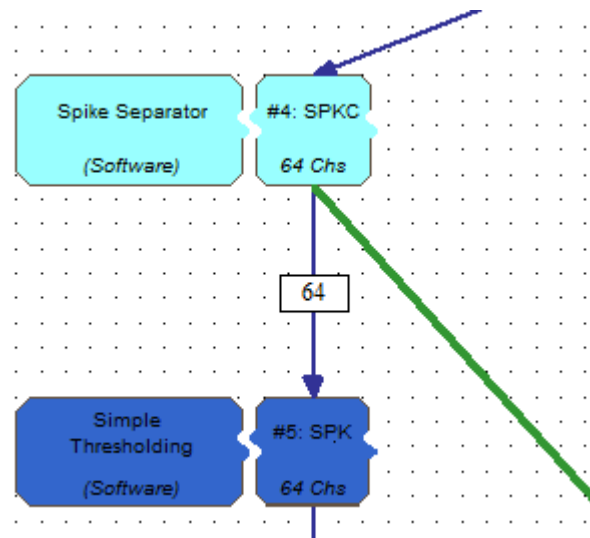 Spike Separator
(Software)
#4: SPKC
64 Chs
64
Simple
Thresholding
(Software)
#5: SPK
64 Chs